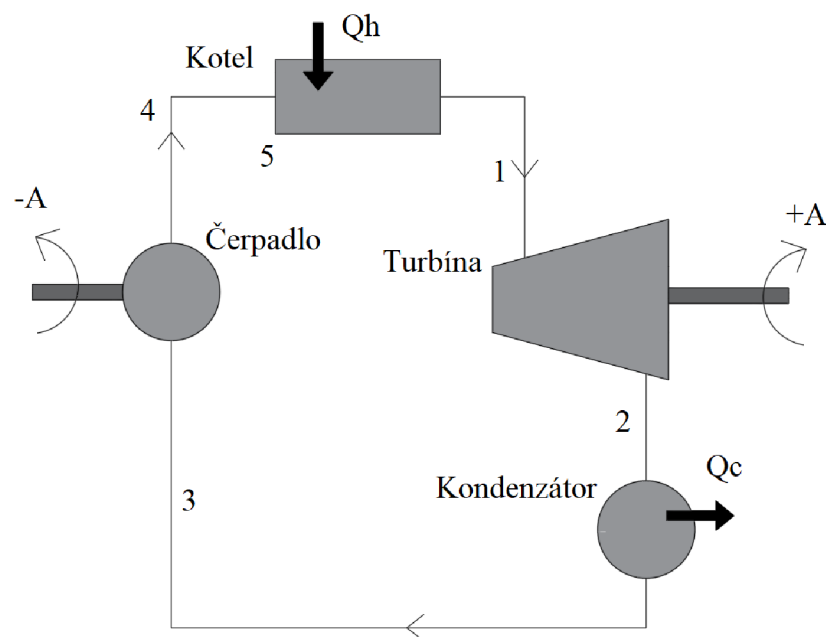 Qh
Kotel
4
5
1
-A
Čerpadlo
Turbína
+A
2
3
Kondenzátor
Qc